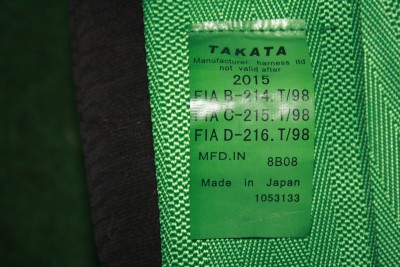 TAKATA
Manufacturer. harness ltd
not valid after
2015
FIA B-214.T/98
FIA C-215.T/98
FIA D-216.T/98
MFD.IN 8B08
Made in Japan
1053133